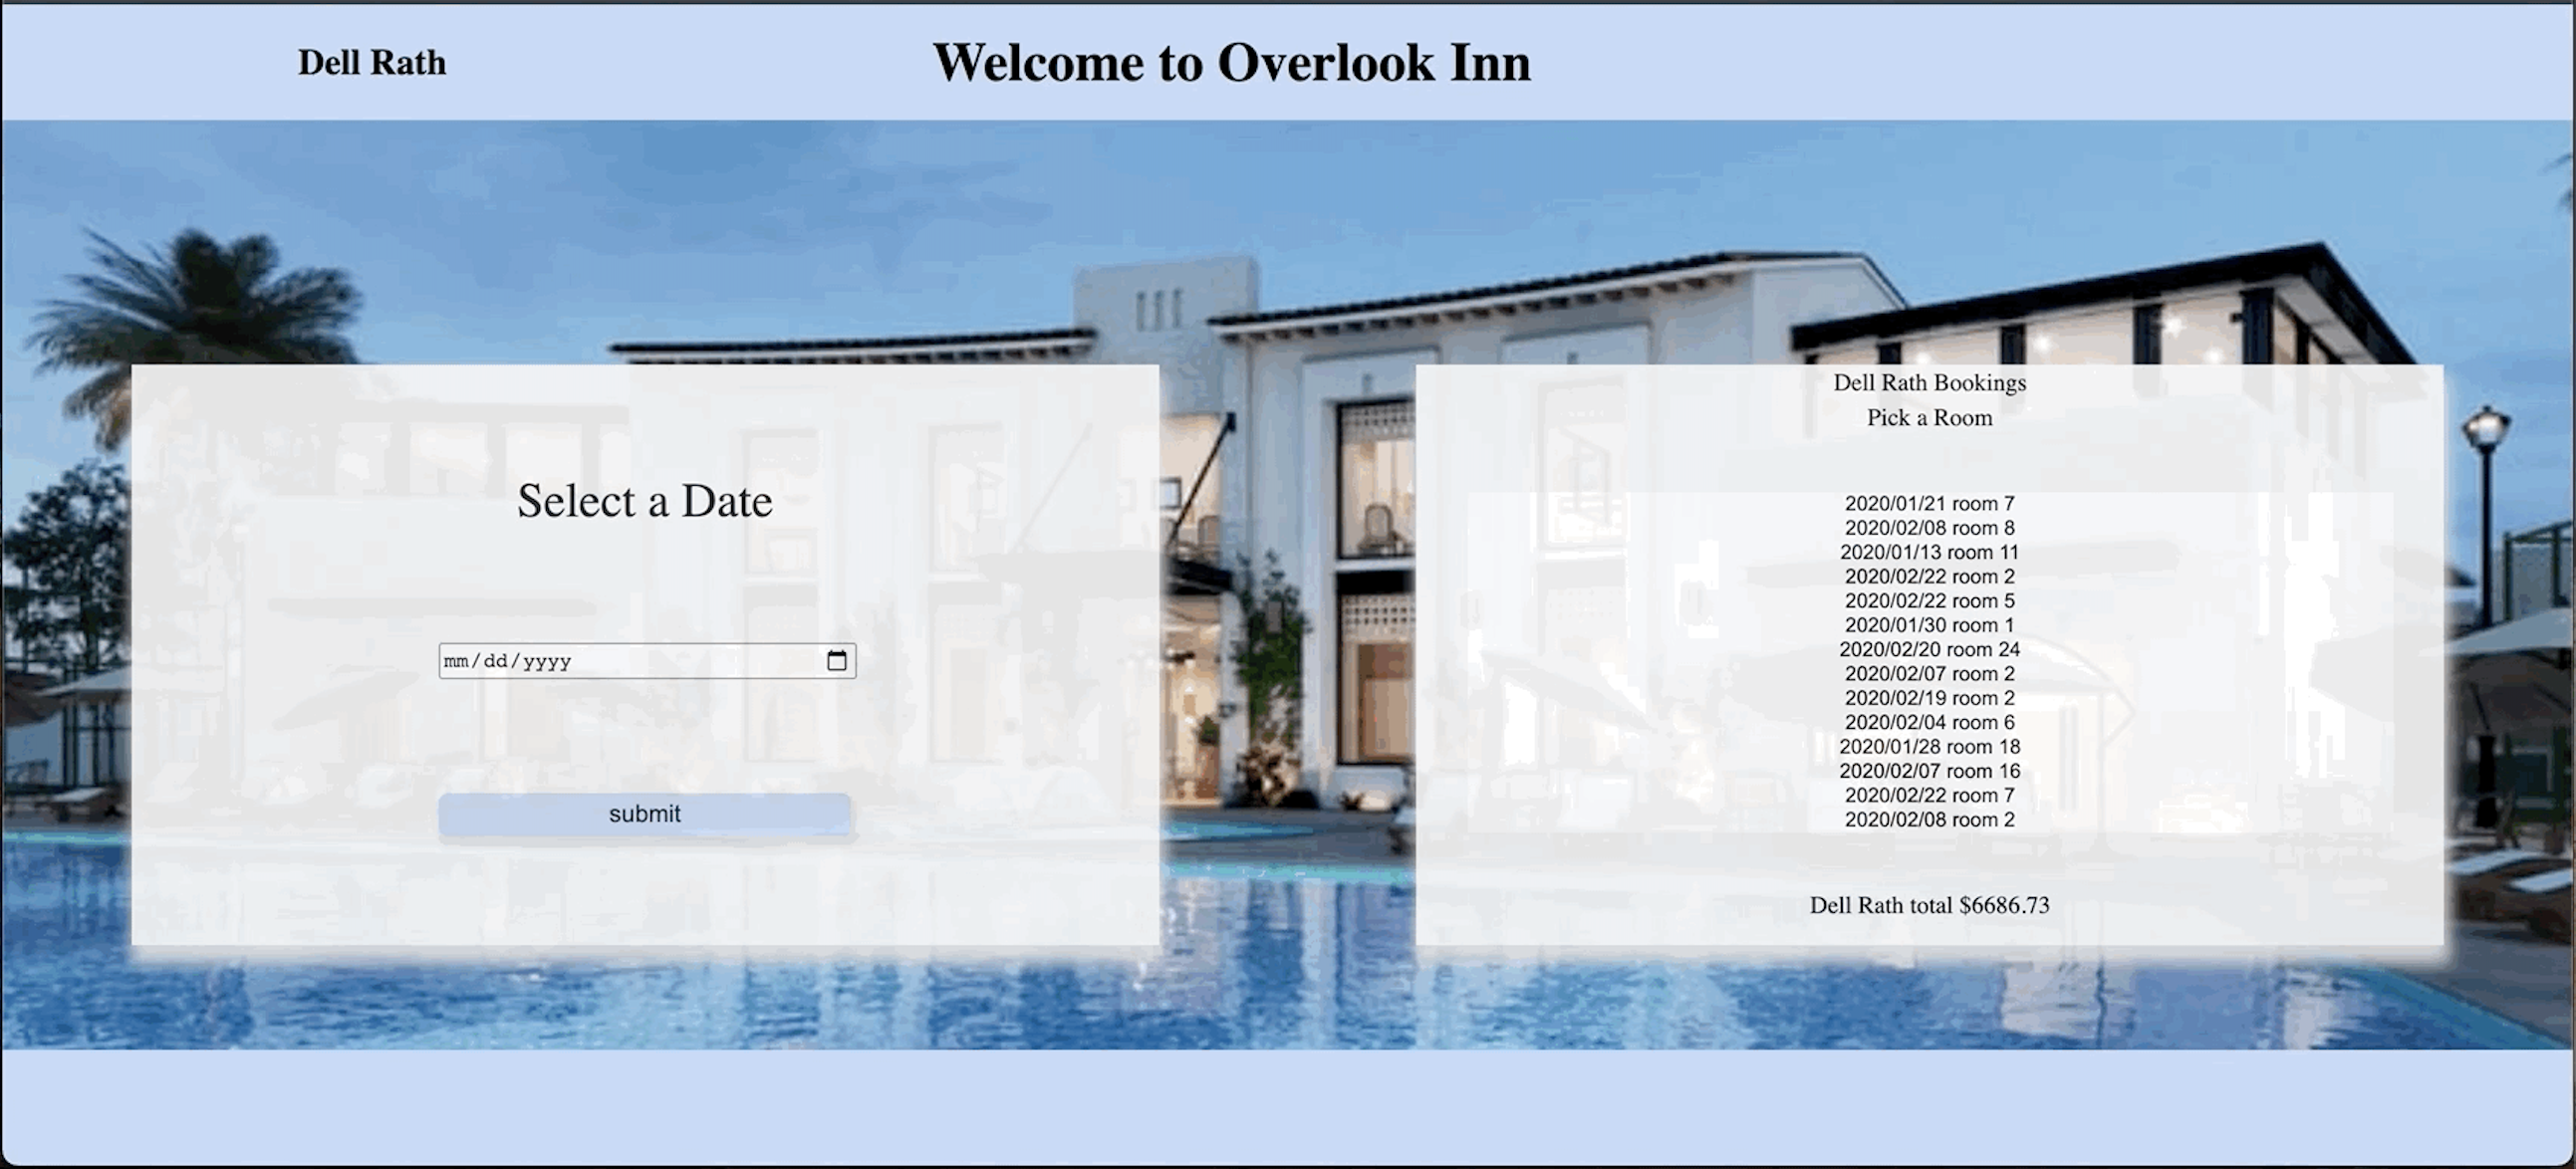 Dell Rath
Welcome to Overlook Inn
Select a Date
mm/dd/yyyy
submit
Dell Rath Bookings
Pick a Room
2020/01/21 room 7
2020/02/08 room 8
2020/01/13 room 11
2020/02/22 room 2
2020/02/22 room 5
2020/01/30 room 1
2020/02/20 room 24
2020/02/07 room 2
2020/02/19 room 2
2020/02/04 room 6
2020/01/28 room 18
2020/02/07 room 16
2020/02/22 room 7
2020/02/08 room 2
Dell Rath total $6686.73